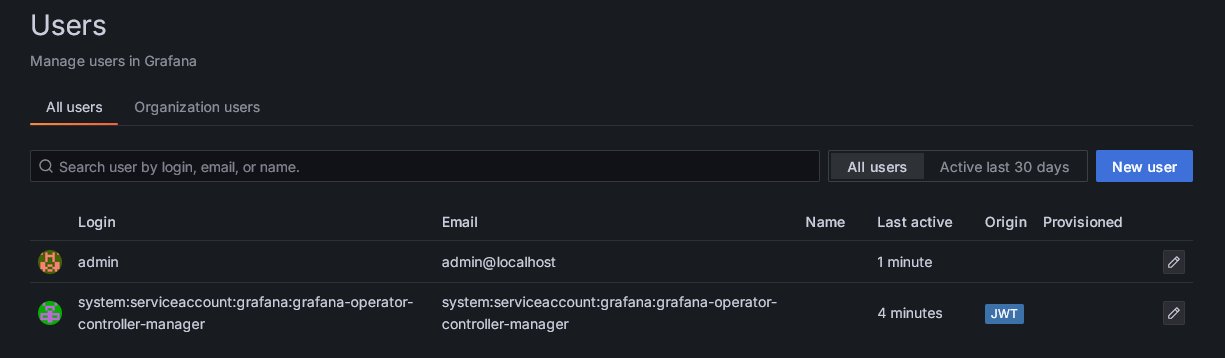 Users
Manage users in Grafana
All users Organization users
Search user by login, email, or name. All users Active last 30 days New user
Login Email Name Last active Origin Provisioned
admin admin@localhost 1 minute
system:serviceaccount:grafana:grafana-operator- system:serviceaccount:grafana:grafana-operator-
controller-manager controller-manager 4 minutes JWT